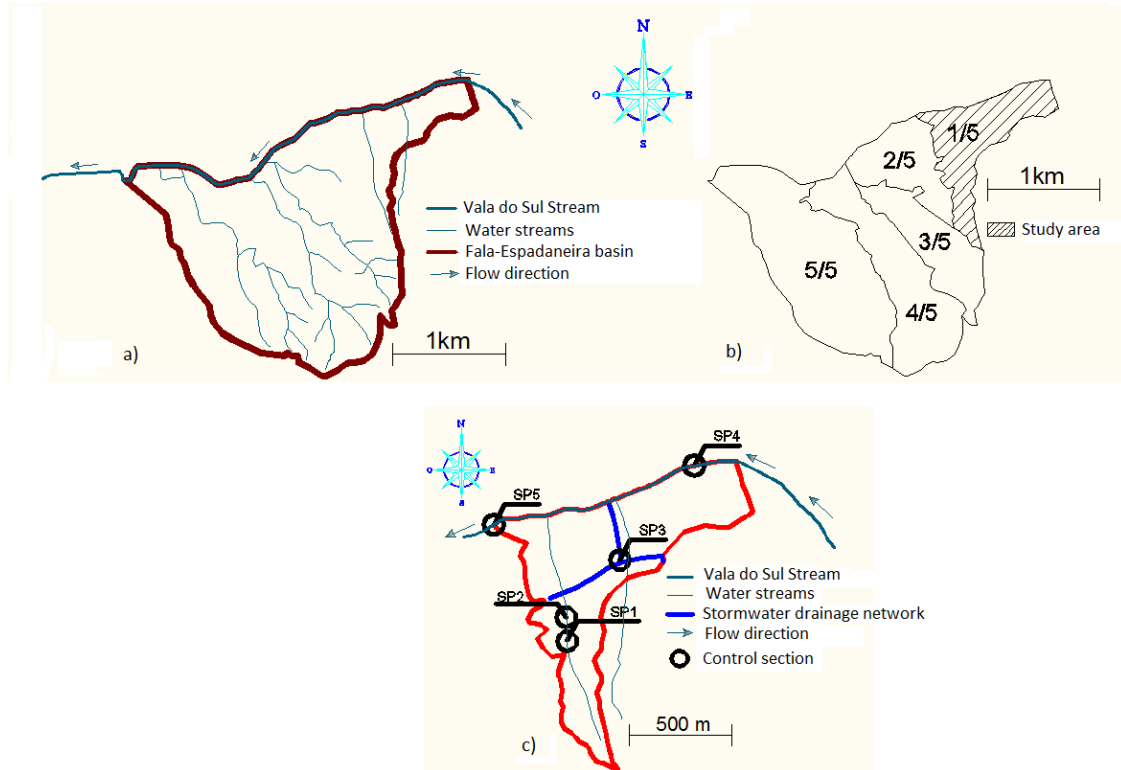 N
O E
S
Vala do Sul Stream
Water streams
Fala-Espadaneira basin
Flow direction
1km
a)
1/5
2/5
3/5
4/5
5/5
1km
Study area
b)
N
O E
S
SP4
SP5
SP3
SP2
SP1
Vala do Sul Stream
Water streams
Stormwater drainage network
Flow direction
Control section
500 m
c)